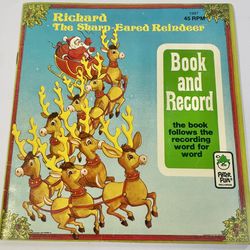 Richard
The Sharp-Eared Reindeer
45 RPM
Book
and
Record
the book
follows the
recording
word for
word
PETER PAN